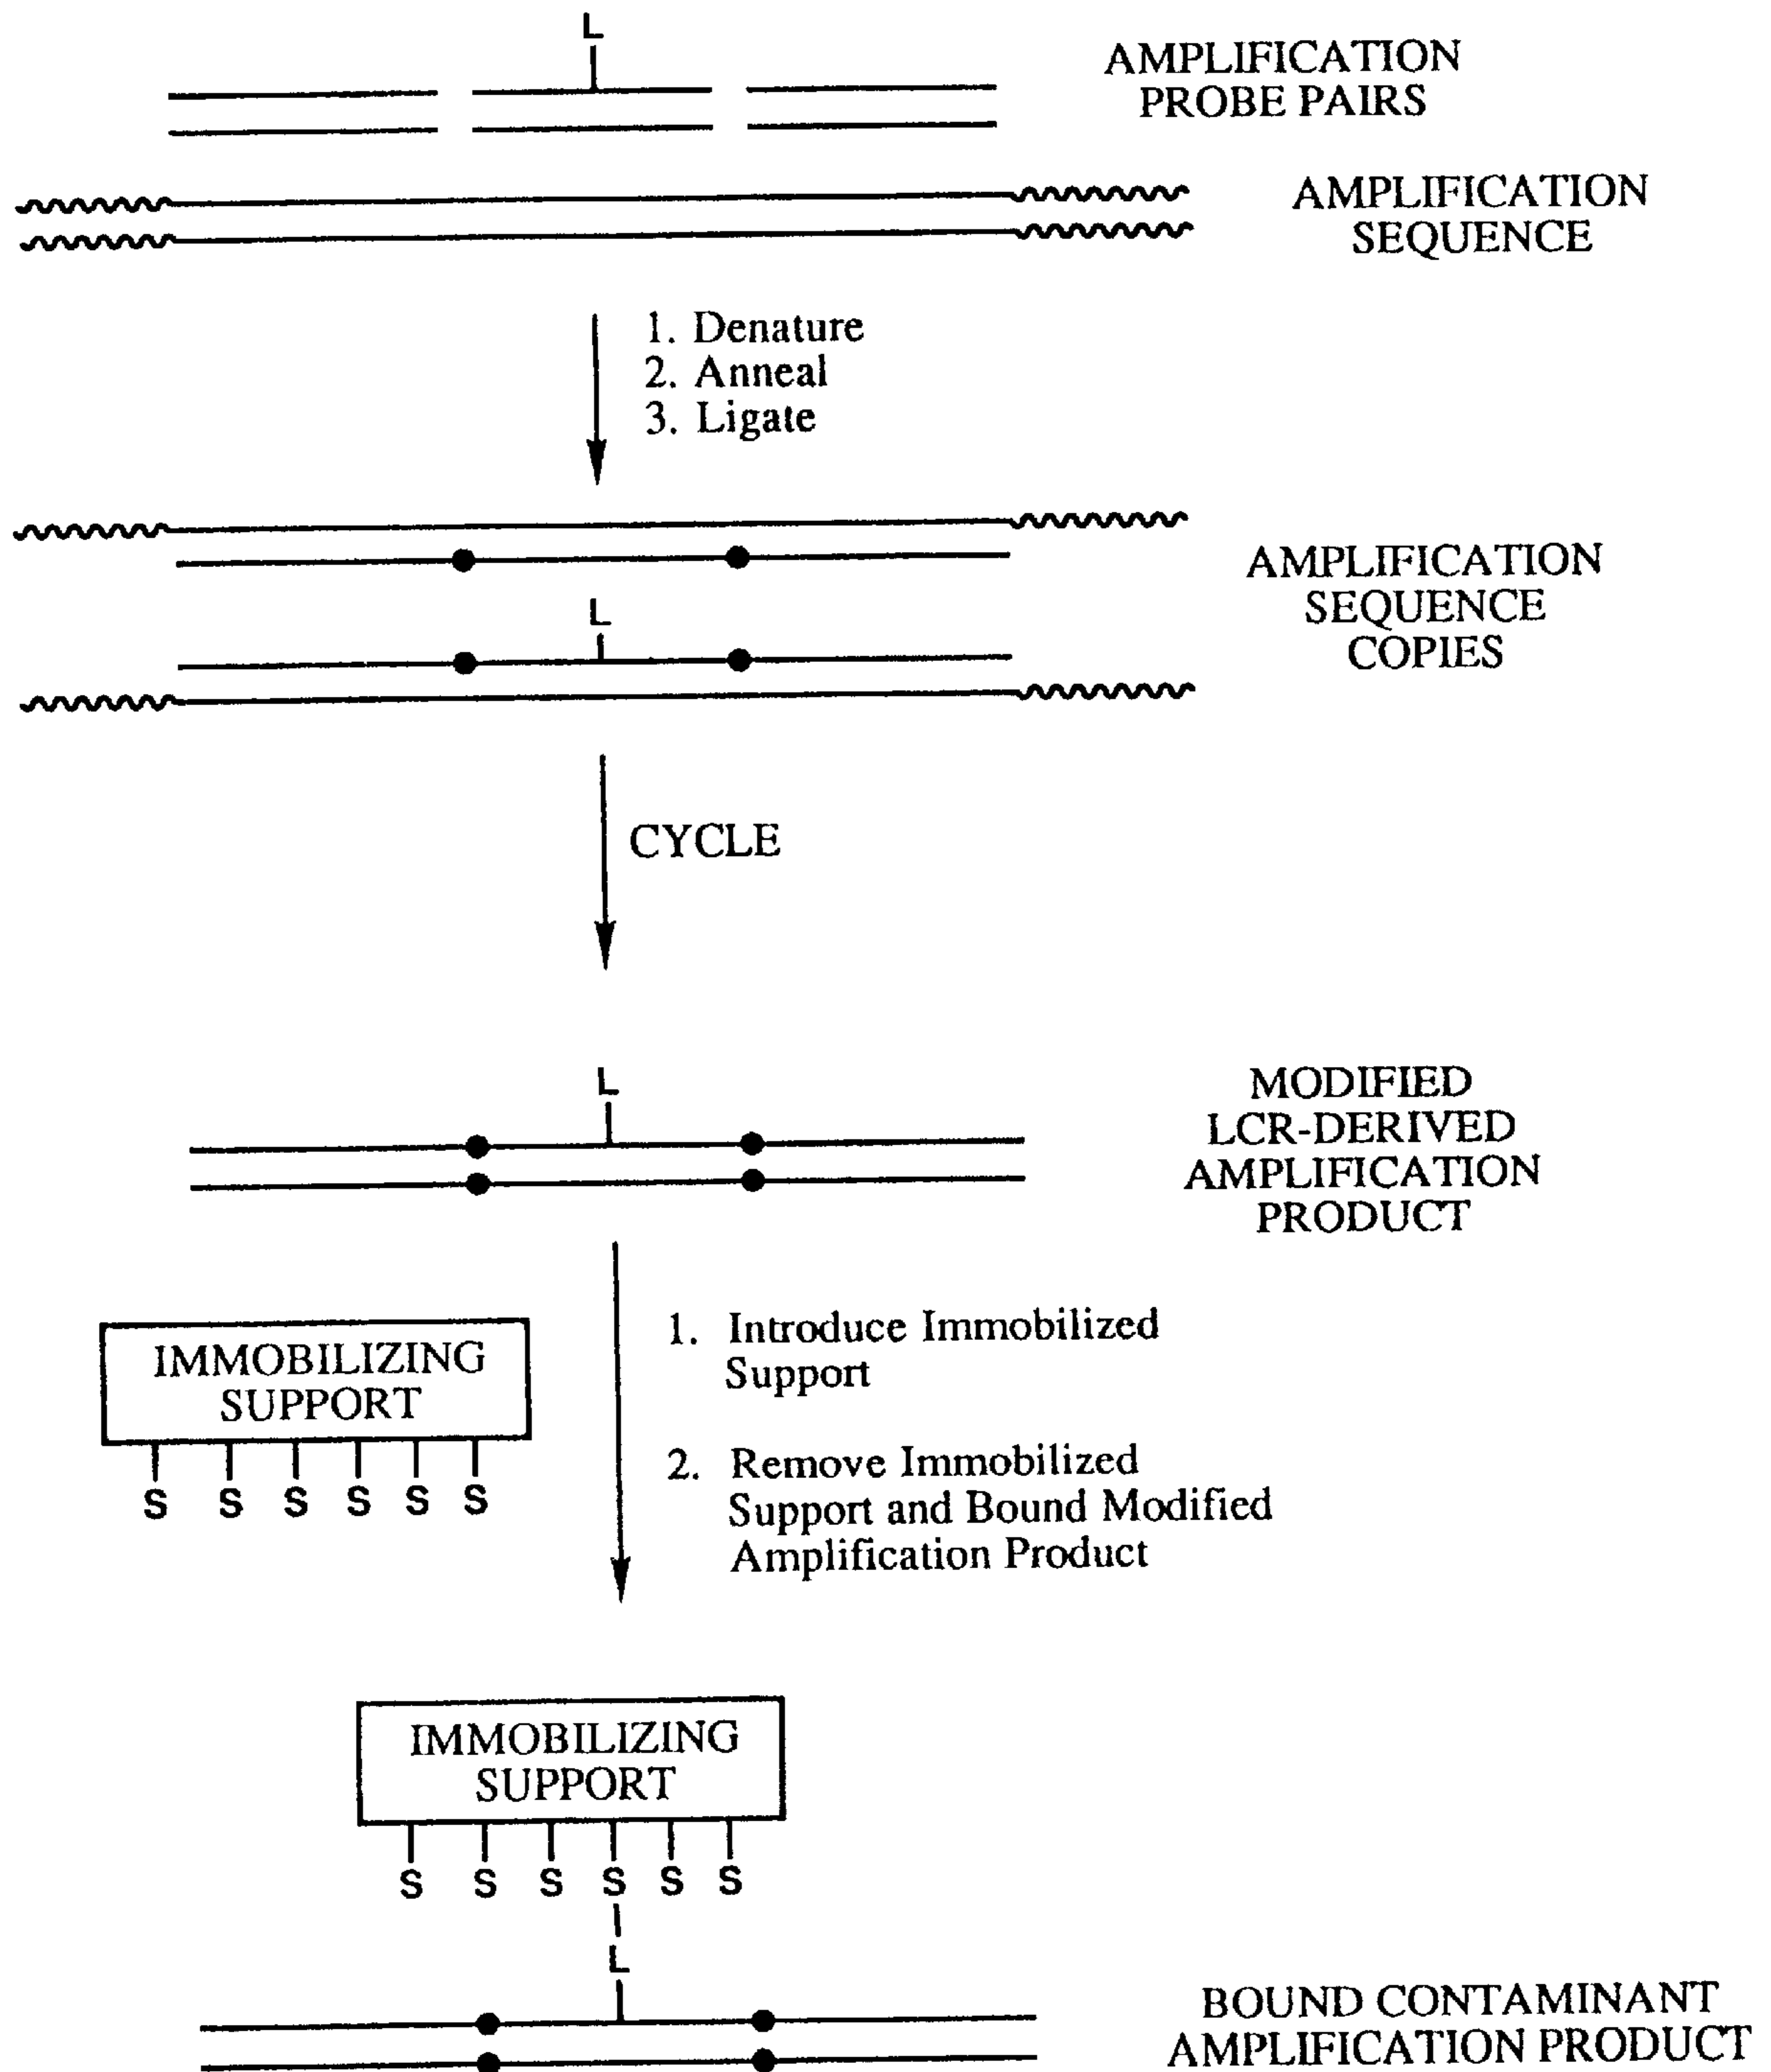 L
AMPLIFICATION
PROBE PAIRS
AMPLIFICATION
SEQUENCE
1. Denature
2. Anneal
3. Ligate
AMPLIFICATION
SEQUENCE
COPIES
L
CYCLE
L
MODIFIED
LCR-DERIVED
AMPLIFICATION
PRODUCT
IMMOBILIZING
SUPPORT
S S S S S S
1. Introduce Immobilized
Support
2. Remove Immobilized
Support and Bound Modified
Amplification Product
IMMOBILIZING
SUPPORT
S S S S S S
L
BOUND CONTAMINANT
AMPLIFICATION PRODUCT